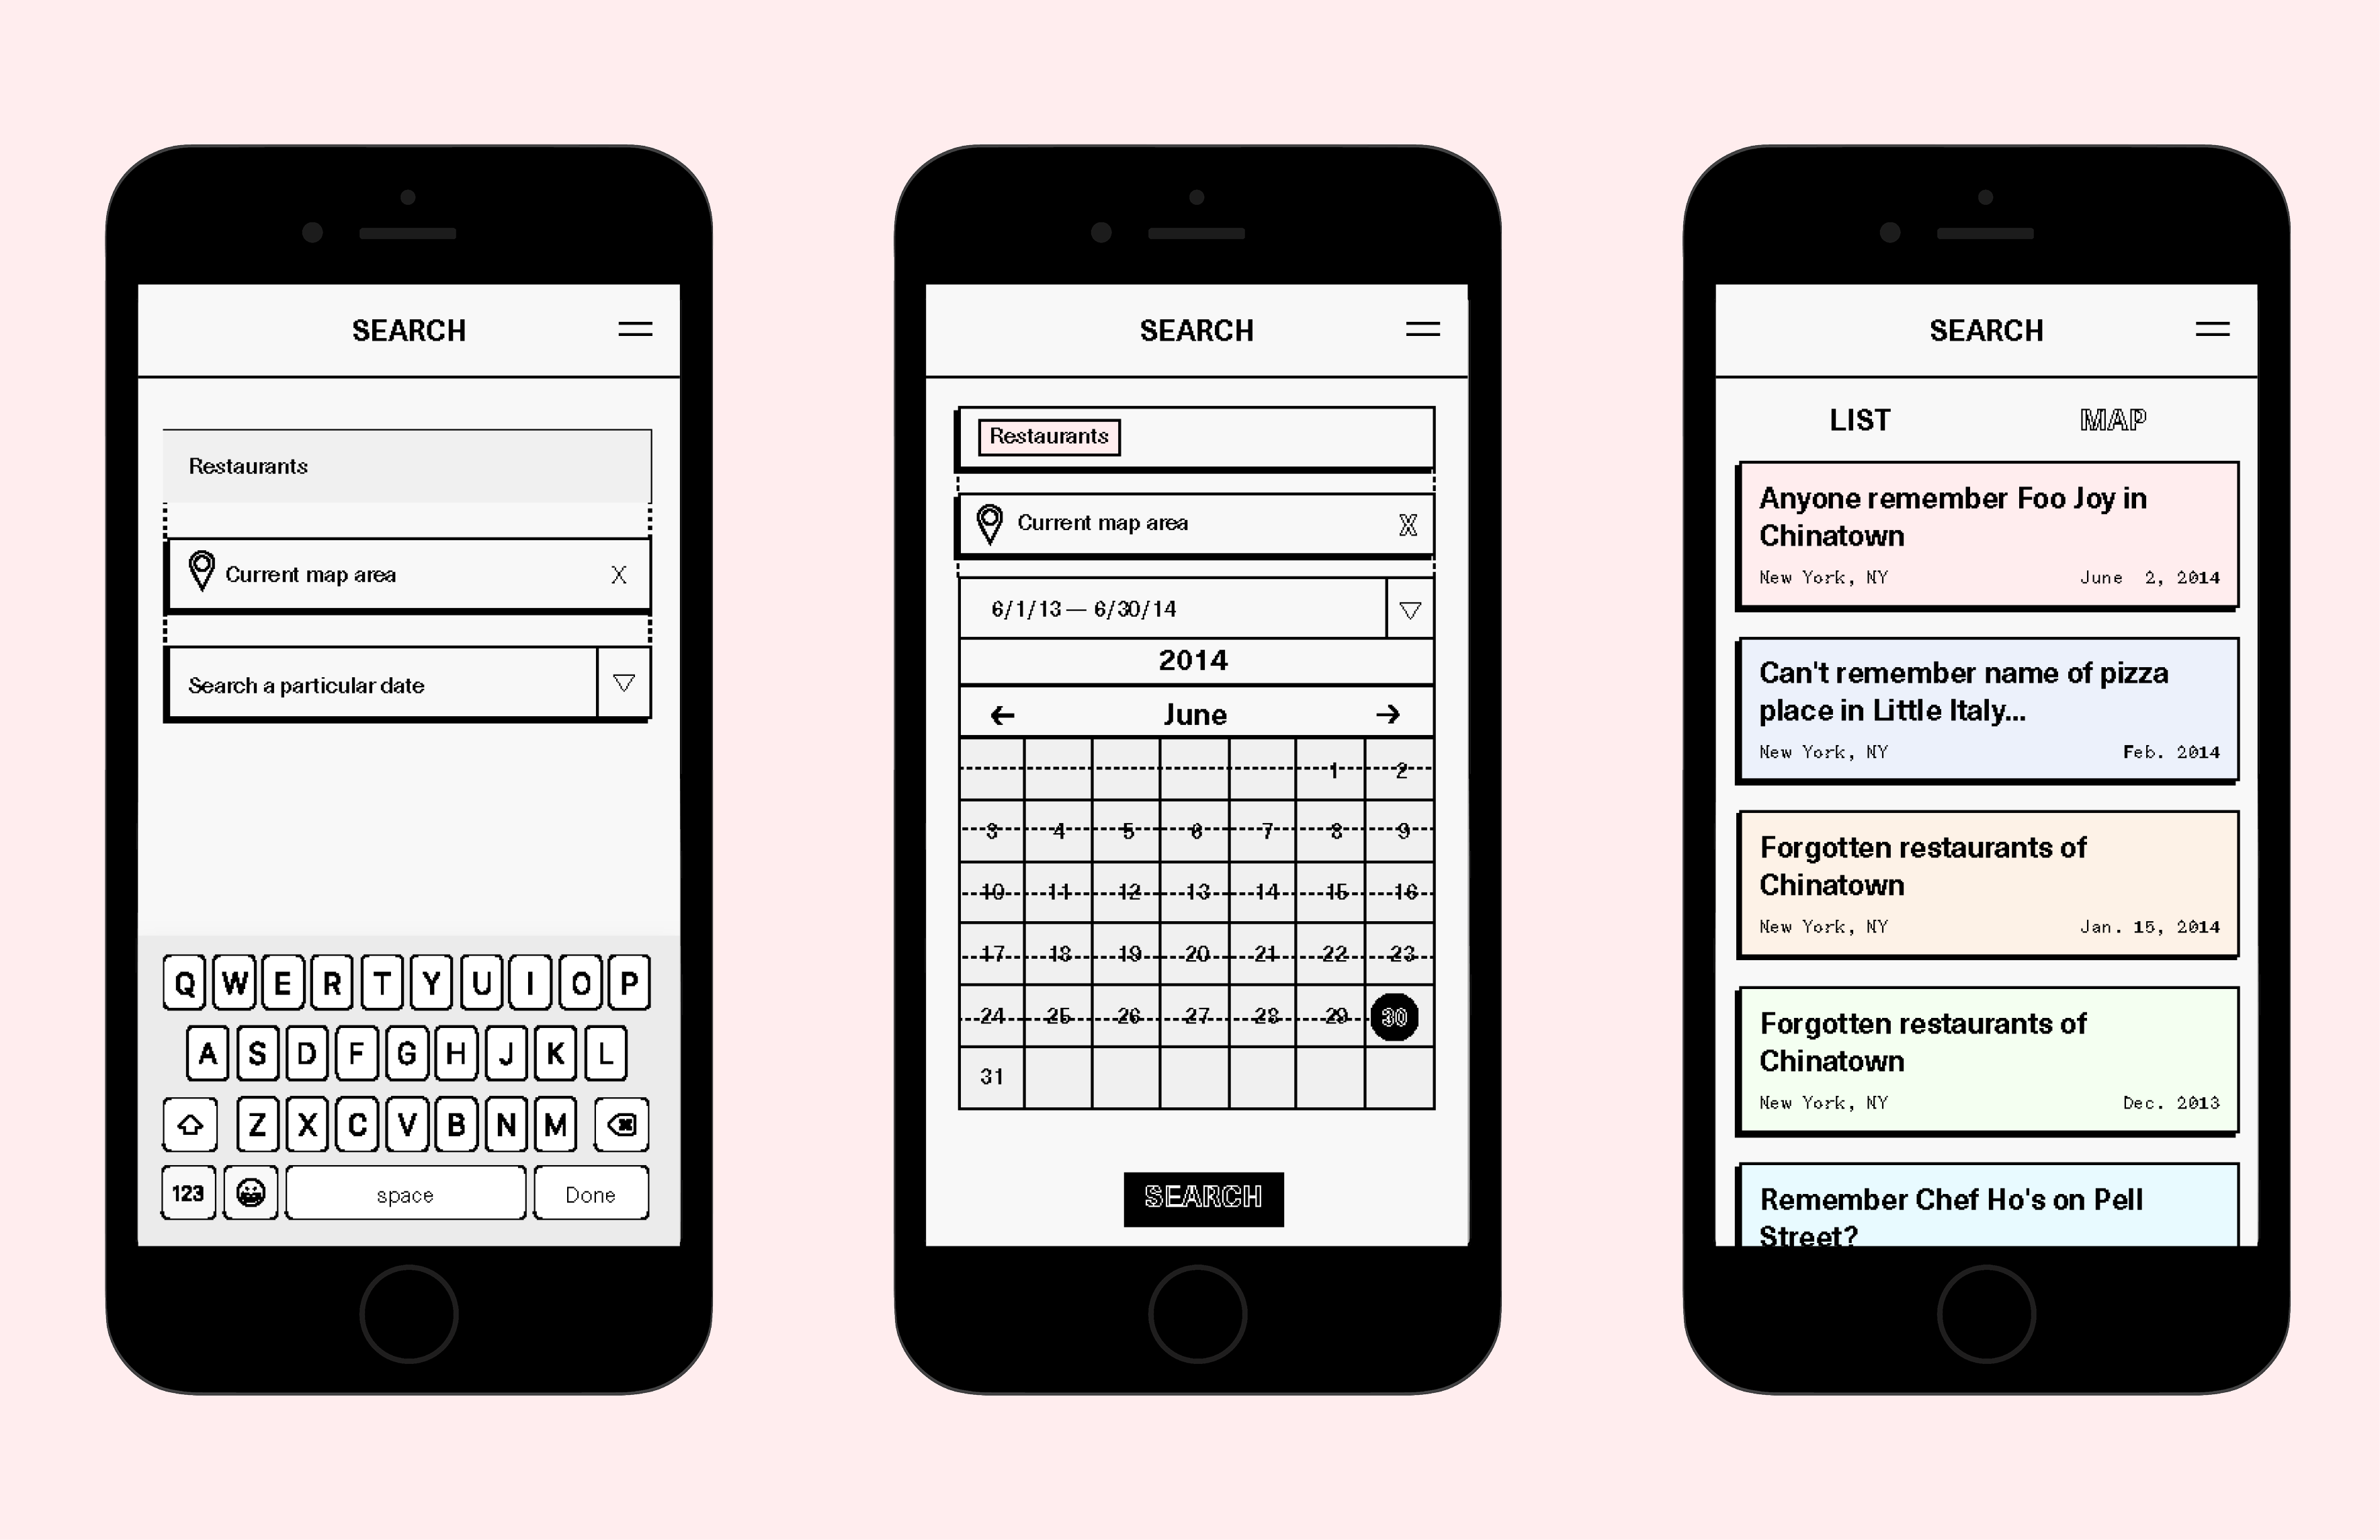 SEARCH
Restaurants
Current map area X
Search a particular date
Q W E R T Y U I O P
A S D F G H J K L
Z X C V B N M
123 space Done
SEARCH
Restaurants
Current map area X
6/1/13 — 6/30/14
2014
← June →
1 2
3 4 5 6 7 8 9
10 11 12 13 14 15 16
17 18 19 20 21 22 23
24 25 26 27 28 29 30
31
SEARCH
SEARCH
LIST MAP
Anyone remember Foo Joy in
Chinatown
New York, NY June 2, 2014
Can't remember name of pizza
place in Little Italy...
New York, NY Feb. 2014
Forgotten restaurants of
Chinatown
New York, NY Jan. 15, 2014
Forgotten restaurants of
Chinatown
New York, NY Dec. 2013
Remember Chef Ho's on Pell
Street?